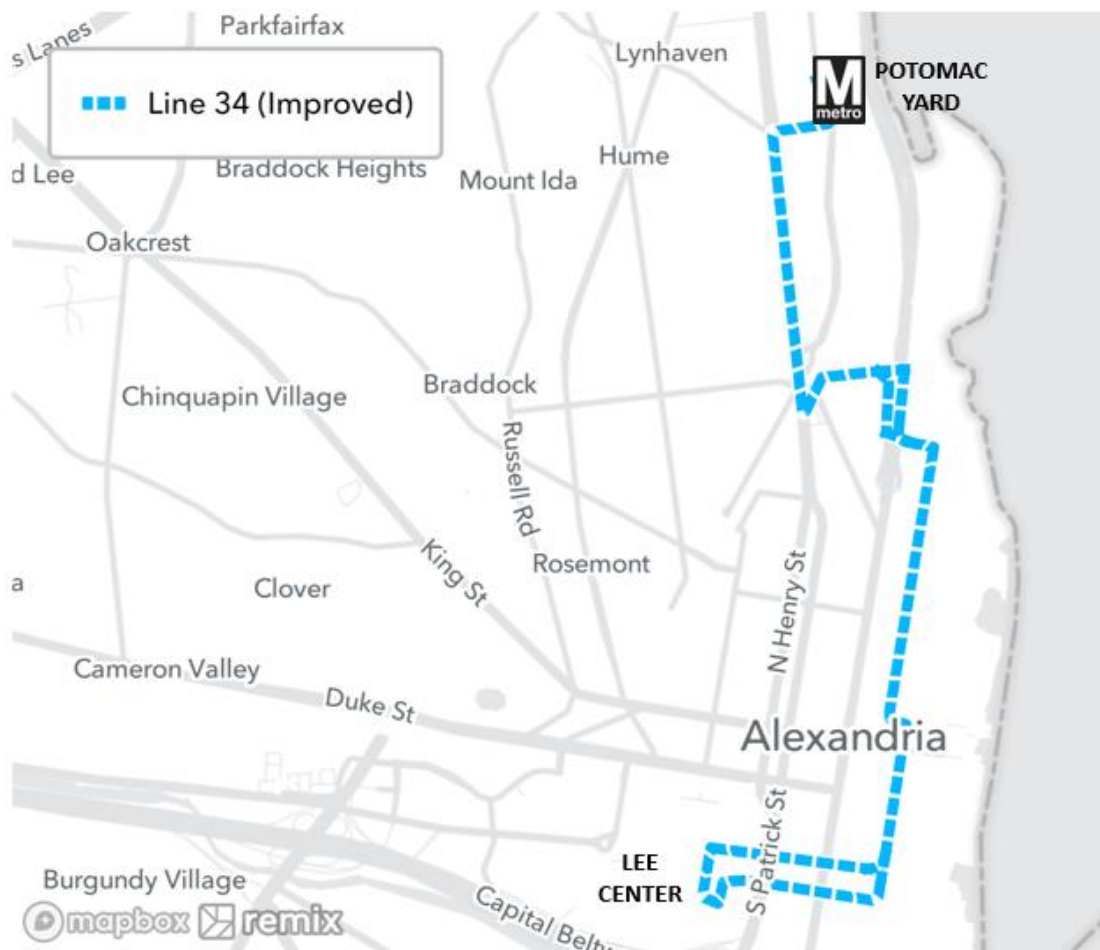 Parkfairfax
s Lanes
Lynhaven
M
metro
POTOMAC
YARD
Line 34 (Improved)
d Lee
Braddock Heights
Mount Ida
Hume
Oakcrest
Chinquapin Village
Braddock
Russell Rd
King St
Rosemont
a
Clover
N Henry St
Cameron Valley
Duke St
Alexandria
S Patrick St
LEE
CENTER
Burgundy Village
Capital Beltw
mapbox remix